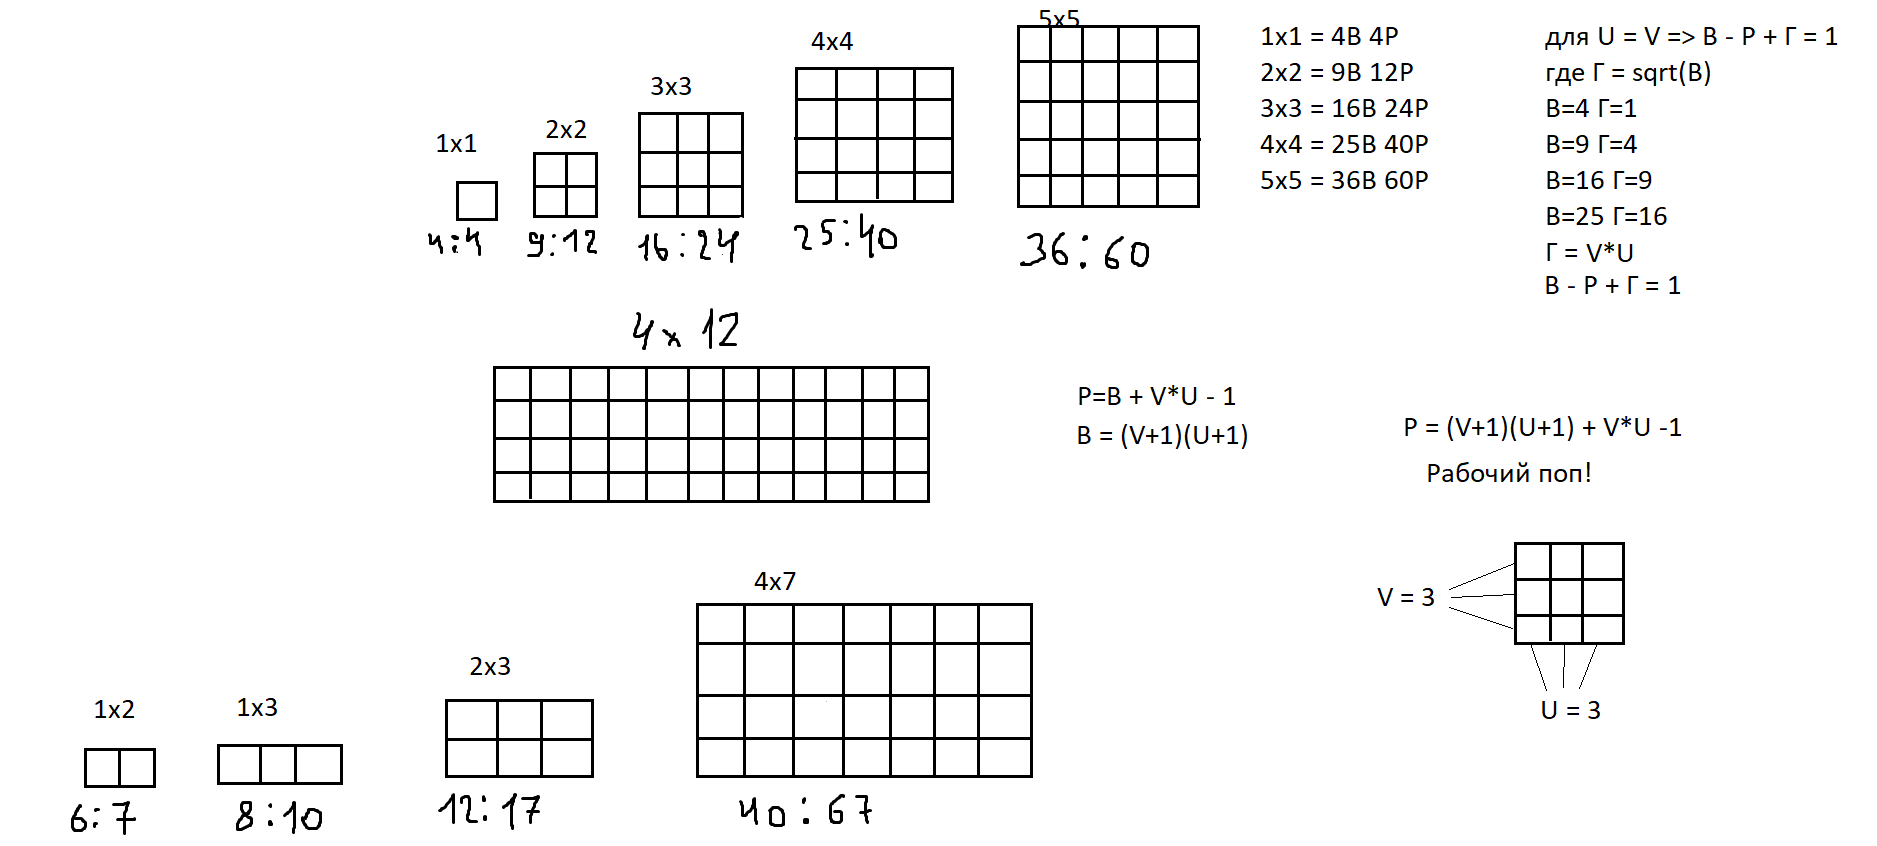 1x1
2x2
3x3
4x4
5x5
4:4
9:12
16:24
25:40
36:60
1x1 = 4В 4Р
2x2 = 9В 12Р
3x3 = 16В 24Р
4x4 = 25В 40Р
5x5 = 36В 60Р
для U = V => В - Р + Г = 1
где Г = sqrt(В)
В=4 Г=1
В=9 Г=4
В=16 Г=9
В=25 Г=16
Г = V*U
В - Р + Г = 1
4x12
Р=В + V*U - 1
В = (V+1)(U+1)
Р = (V+1)(U+1) + V*U -1
Рабочий поп!
V = 3
U = 3
1x2
1x3
2x3
4x7
6:7
8:10
12:17
40:67